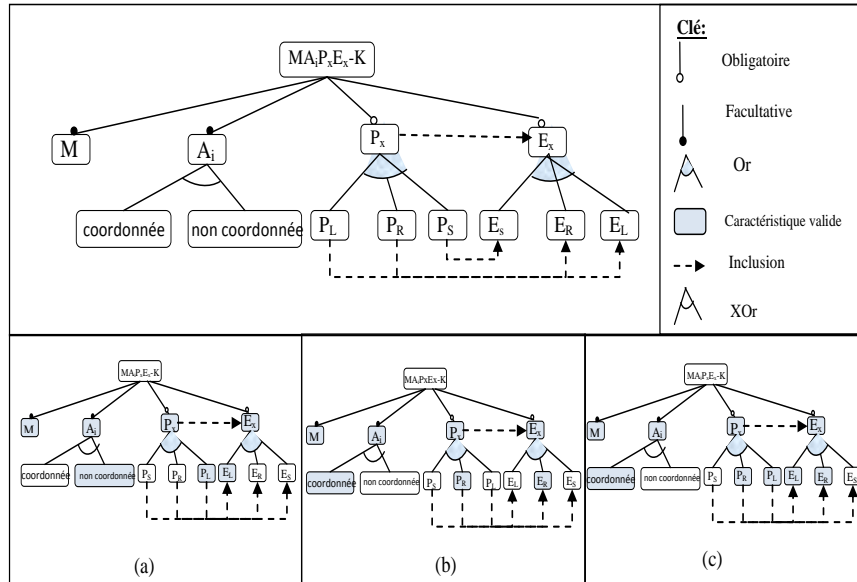 MAiPxEx-K
M
Ai
Px
Ex
coordonnée
non coordonnée
PL
PR
PS
Es
ER
EL
Clé:
Obligatoire
Facultative
Or
Caractéristique valide
Inclusion
XOr
MAiPxEx-K
M
Ai
Px
Ex
coordonnée
non coordonnée
PS
PR
PL
EL
ER
ES
(a)
MAiPxEx-K
M
Ai
Px
Ex
coordonnée
non coordonnée
PS
PR
PL
EL
ER
ES
(b)
MAiPxEx-K
M
Ai
Px
Ex
coordonnée
non coordonnée
PS
PR
PL
EL
ER
ES
(c)